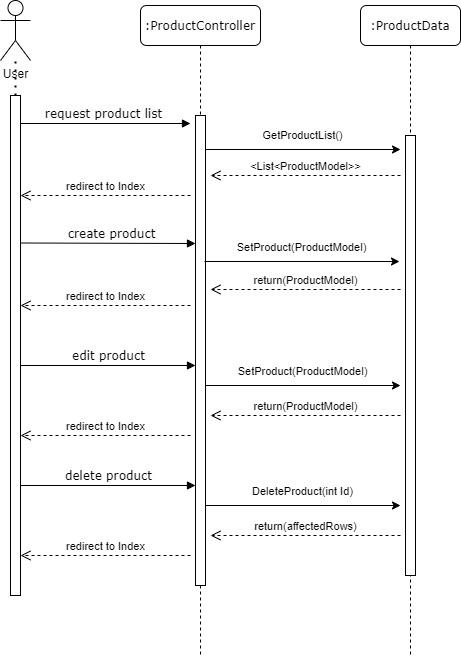 :ProductController
:ProductData
User
request product list
GetProductList()
<List<ProductModel>>
redirect to Index
create product
SetProduct(ProductModel)
return(ProductModel)
redirect to Index
edit product
SetProduct(ProductModel)
return(ProductModel)
redirect to Index
delete product
DeleteProduct(int Id)
return(affectedRows)
redirect to Index